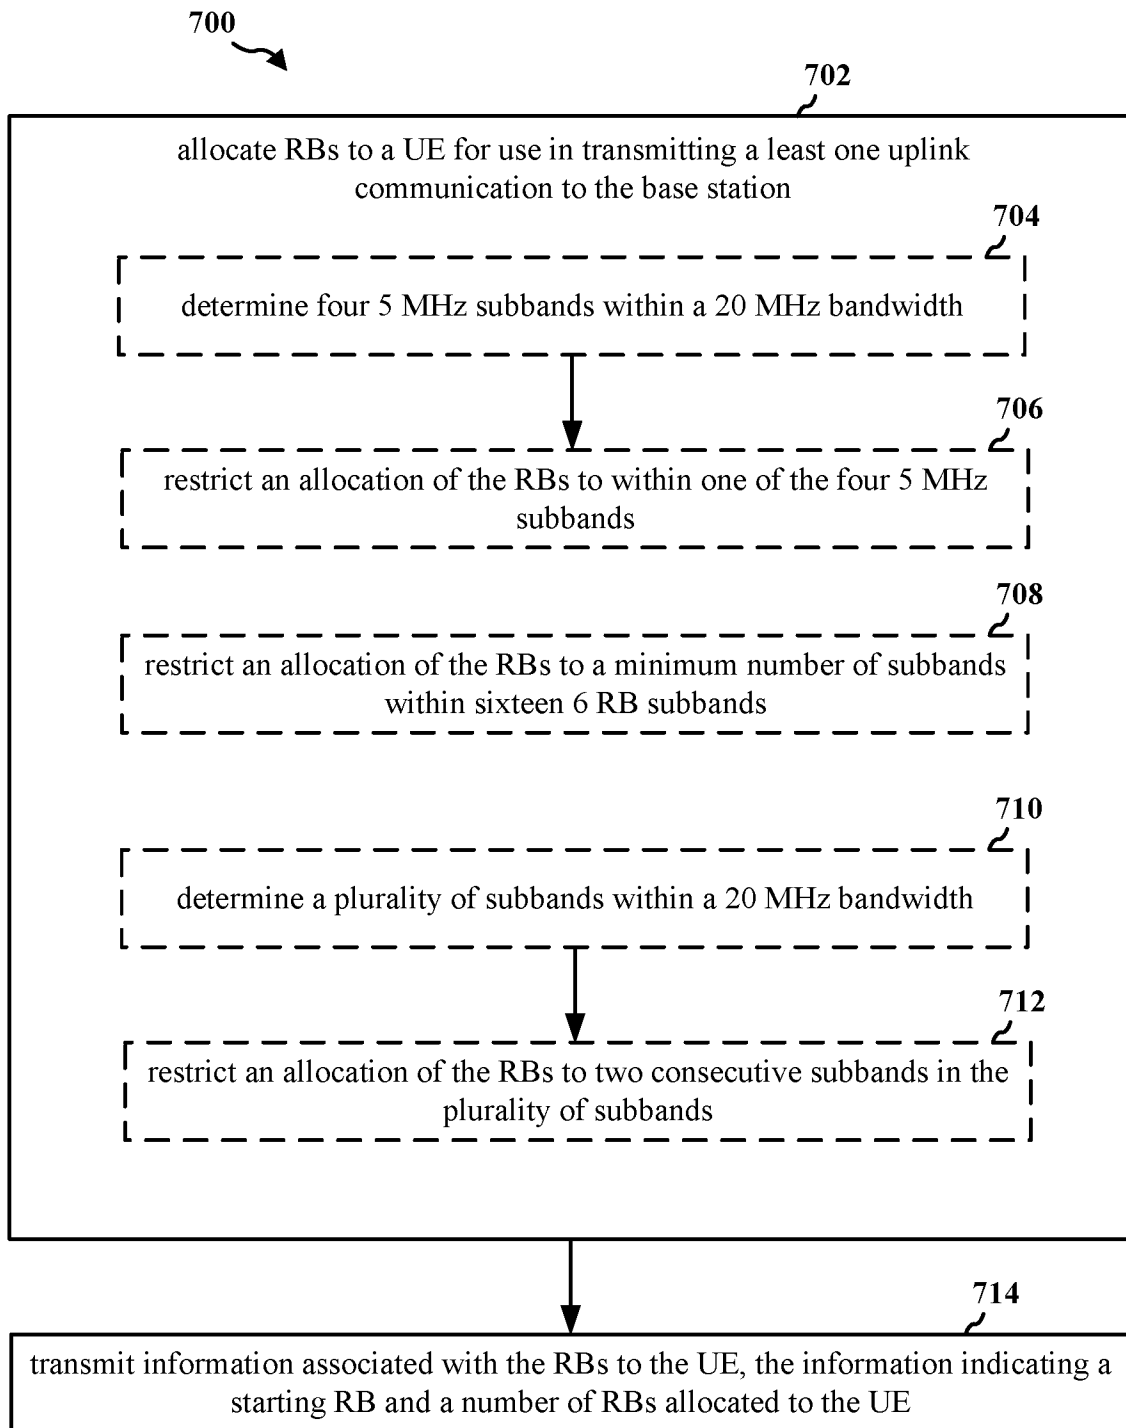 700
702
allocate RBs to a UE for use in transmitting a least one uplink
communication to the base station
704
determine four 5 MHz subbands within a 20 MHz bandwidth
706
restrict an allocation of the RBs to within one of the four 5 MHz
subbands
708
restrict an allocation of the RBs to a minimum number of subbands
within sixteen 6 RB subbands
710
determine a plurality of subbands within a 20 MHz bandwidth
712
restrict an allocation of the RBs to two consecutive subbands in the
plurality of subbands
714
transmit information associated with the RBs to the UE, the information indicating a
starting RB and a number of RBs allocated to the UE